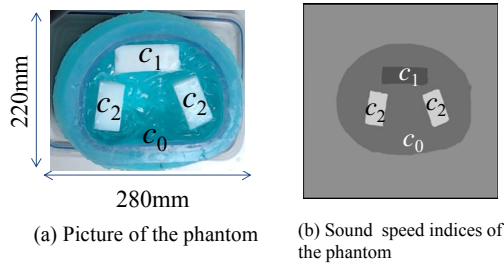 220mm
c1
c2
c2
c0
280mm
(a) Picture of the phantom
c1
c2
c2
c0
(b) Sound speed indices of
the phantom